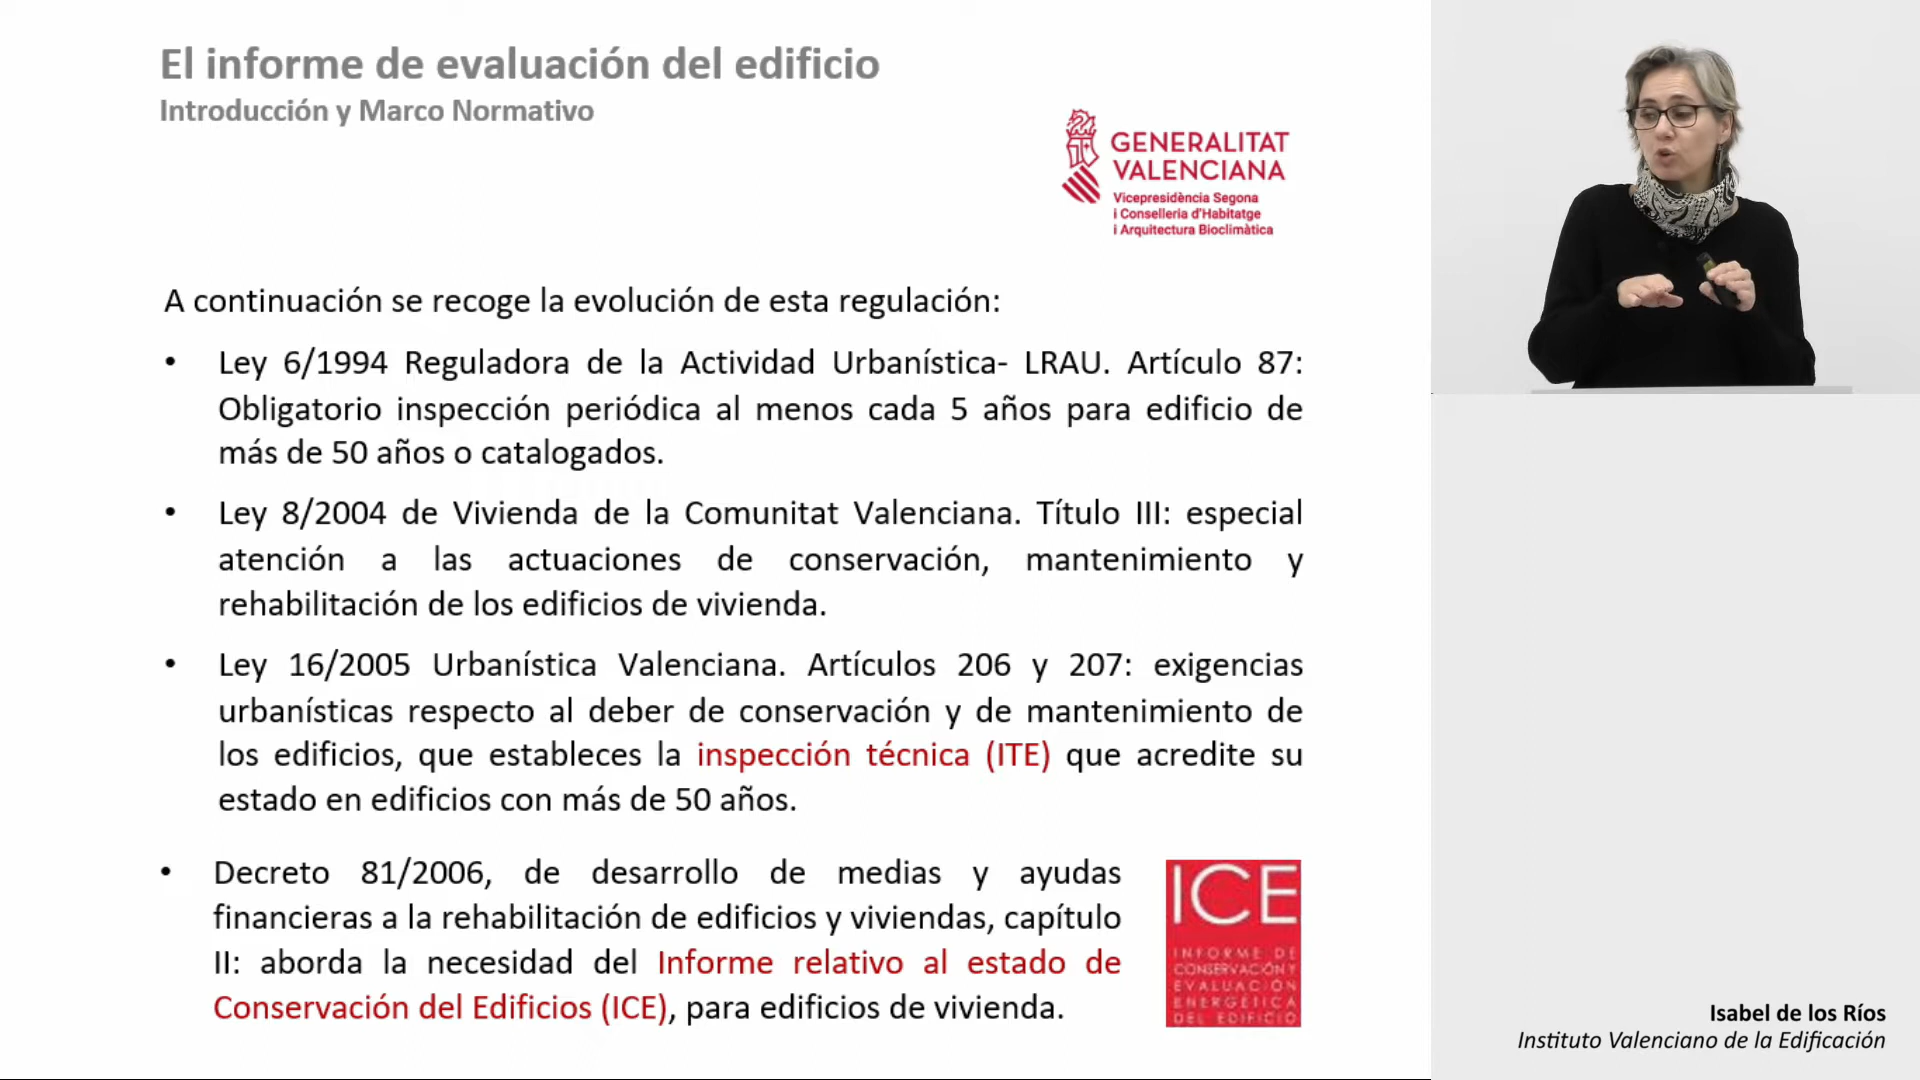 El informe de evaluación del edificio
Introducción y Marco Normativo
GENERALITAT
VALENCIANA
Vicepresidència Segona
i Conselleria d'Habitatge
i Arquitectura Bioclimàtica
A continuación se recoge la evolución de esta regulación:
• Ley 6/1994 Reguladora de la Actividad Urbanística- LRAU. Artículo 87:
Obligatorio inspección periódica al menos cada 5 años para edificio de
más de 50 años o catalogados.
• Ley 8/2004 de Vivienda de la Comunitat Valenciana. Título III: especial
atención a las actuaciones de conservación, mantenimiento y
rehabilitación de los edificios de vivienda.
• Ley 16/2005 Urbanística Valenciana. Artículos 206 y 207: exigencias
urbanísticas respecto al deber de conservación y de mantenimiento de
los edificios, que estableces la inspección técnica (ITE) que acredite su
estado en edificios con más de 50 años.
• Decreto 81/2006, de desarrollo de medias y ayudas
financieras a la rehabilitación de edificios y viviendas, capítulo
II: aborda la necesidad del Informe relativo al estado de
Conservación del Edificios (ICE), para edificios de vivienda.
ICE
INFORME DE
CONSERVACIÓN Y
EVALUACIÓN
ENERGÉTICA
DEL EDIFICIO
Isabel de los Ríos
Instituto Valenciano de la Edificación